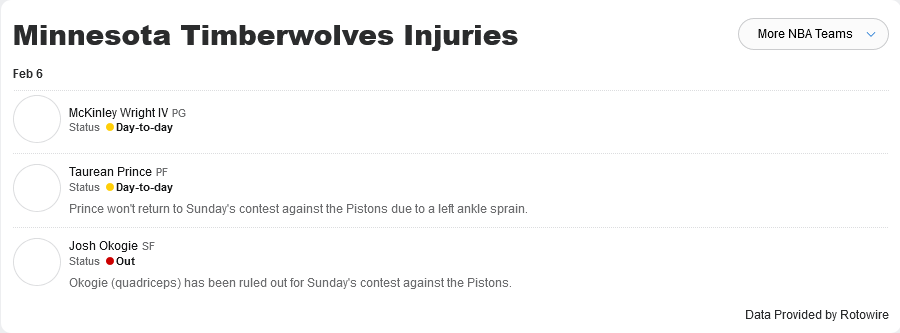 Minnesota Timberwolves Injuries
More NBA Teams
Feb 6
McKinley Wright IV PG
Status Day-to-day
Taurean Prince PF
Status Day-to-day
Prince won't return to Sunday's contest against the Pistons due to a left ankle sprain.
Josh Okogie SF
Status Out
Okogie (quadriceps) has been ruled out for Sunday's contest against the Pistons.
Data Provided by Rotowire